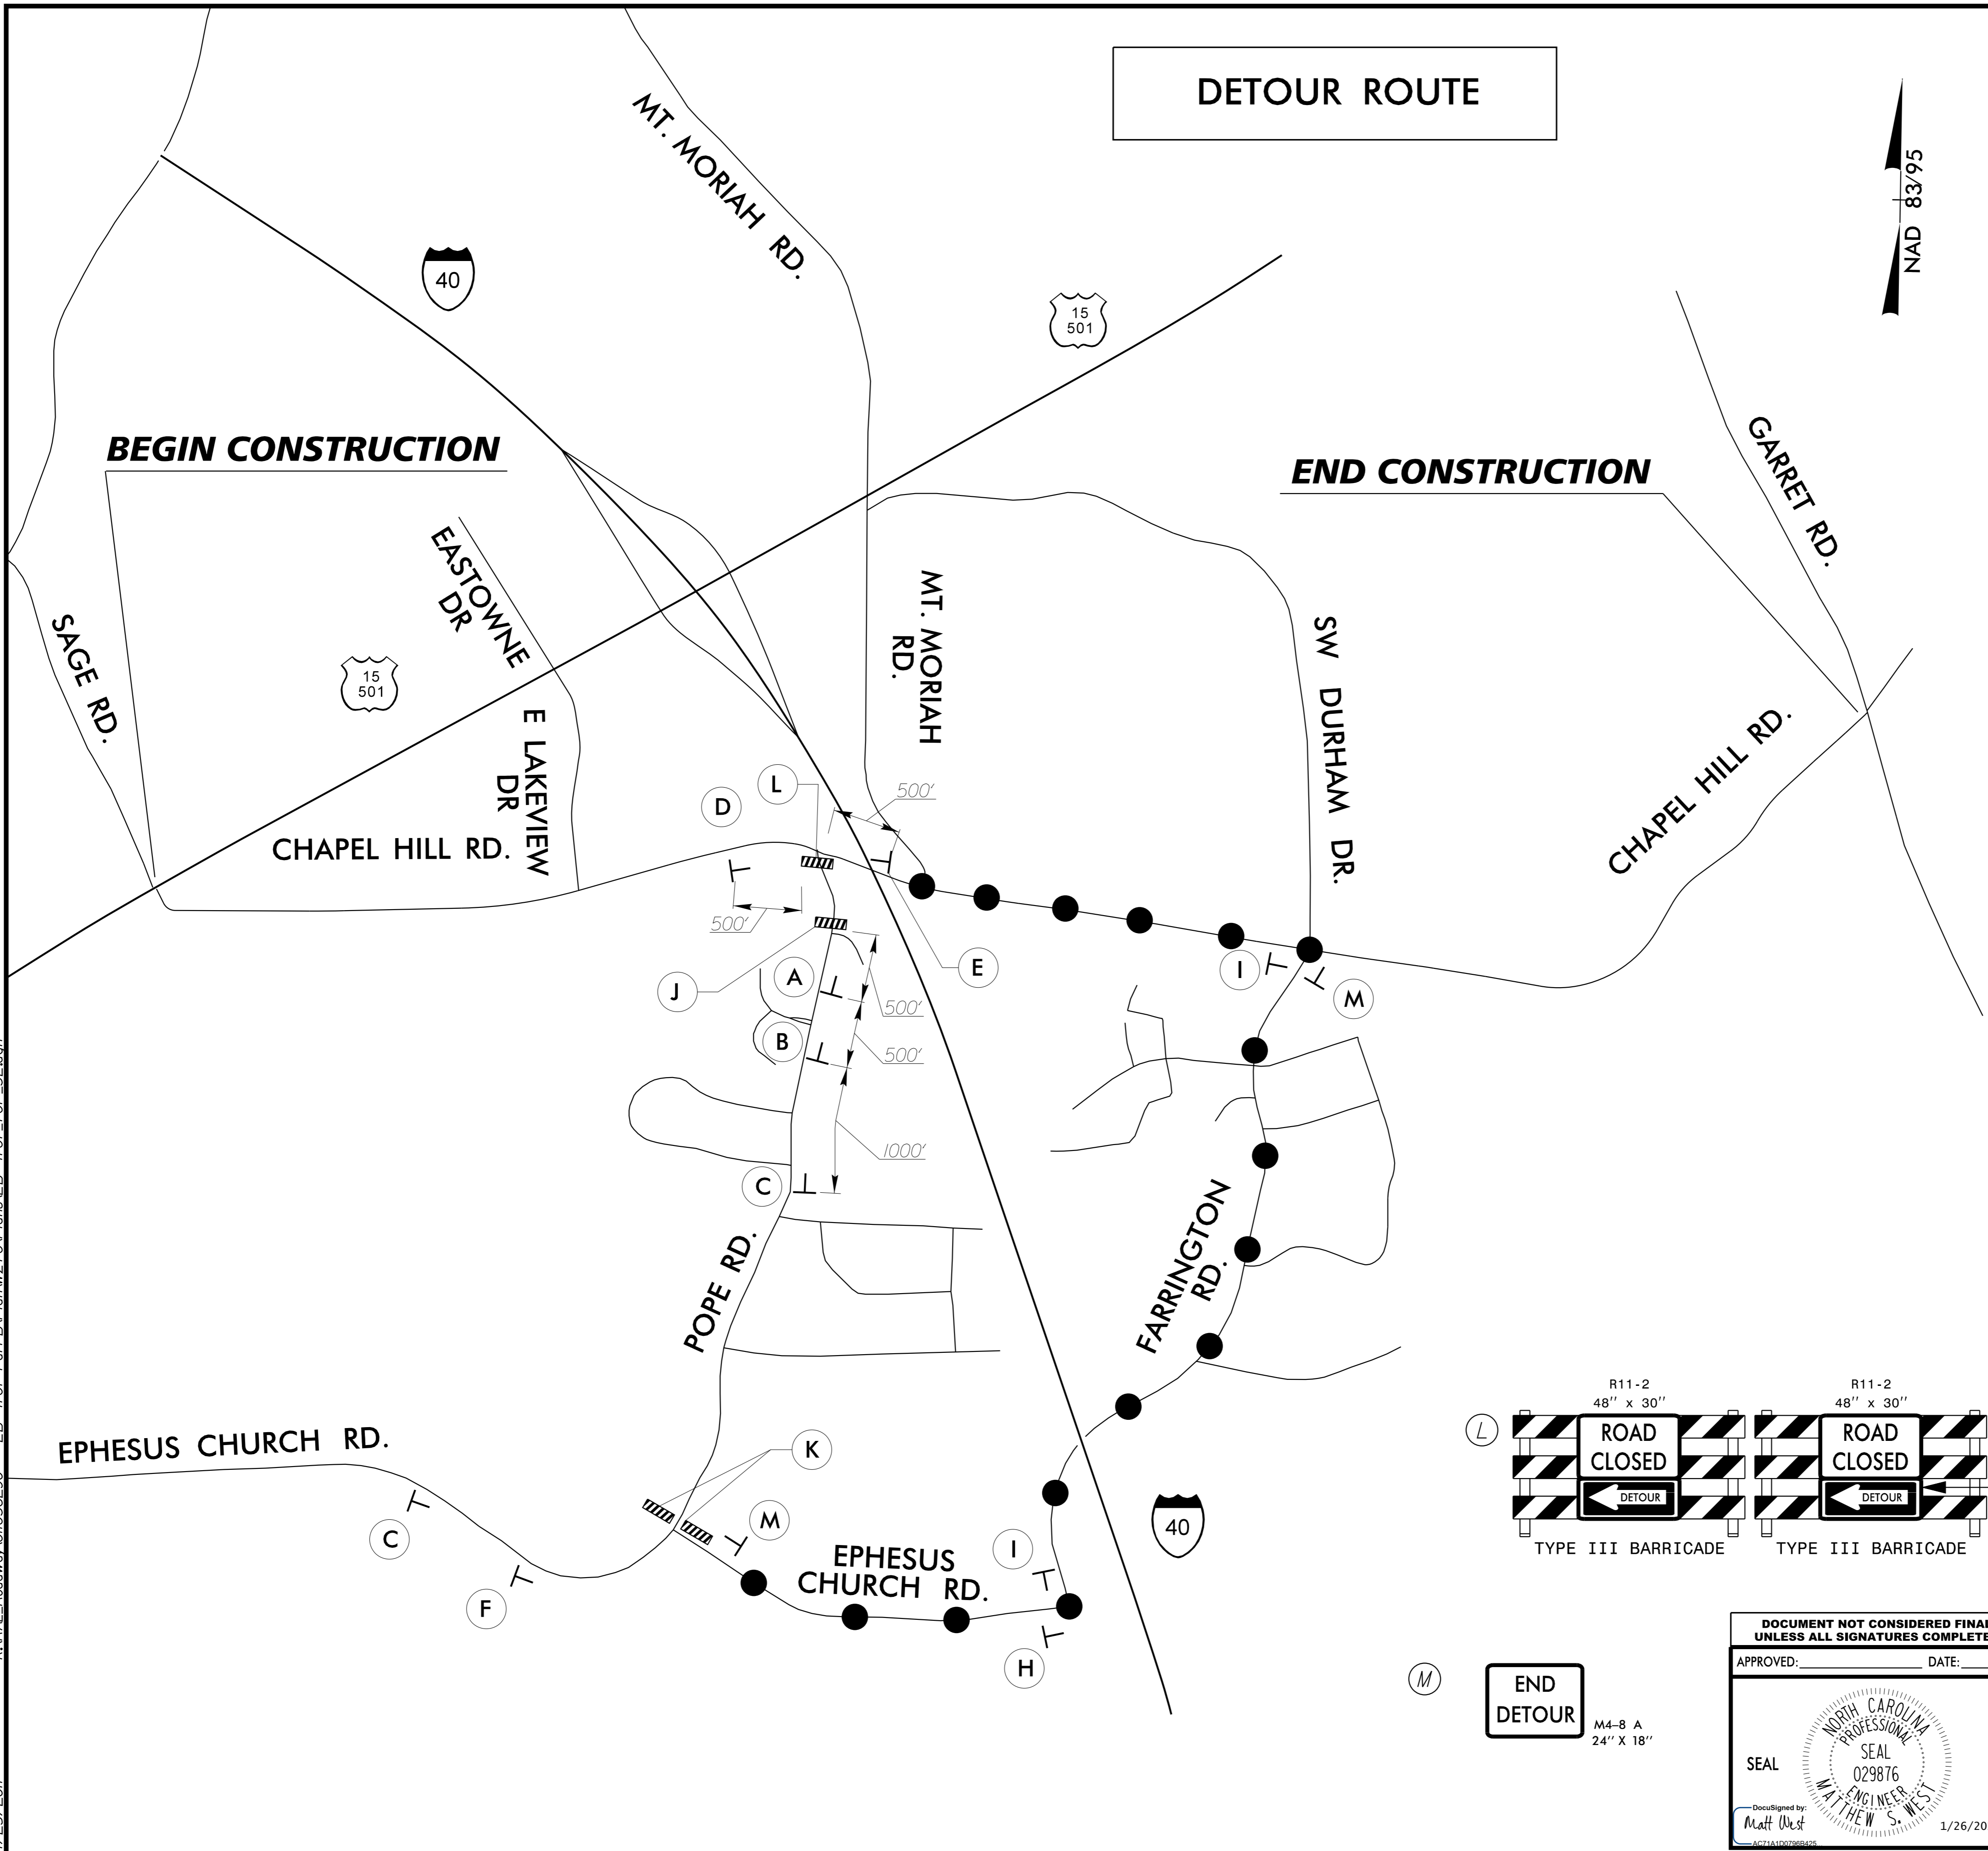 DETOUR ROUTE
NAD 83/95
MT. MORIAH RD.
40
15
501
BEGIN CONSTRUCTION
END CONSTRUCTION
GARRET RD.
EASTOWNE
DR
SAGE RD.
15
501
MT. MORIAH
RD.
SW DURHAM DR.
E LAKEVIEW
DR
CHAPEL HILL RD.
CHAPEL HILL RD.
L
D
500'
500'
E
J
A
I
M
500'
B
500'
1000'
C
POPE RD.
FARRINGTON
RD.
EPHESUS CHURCH RD.
K
M
C
F
EPHESUS
CHURCH RD.
I
H
40
L
R11-2
48'' x 30''
ROAD
CLOSED
DETOUR
TYPE III BARRICADE
R11-2
48'' x 30''
ROAD
CLOSED
DETOUR
TYPE III BARRICADE
M
END
DETOUR
M4-8 A
24'' X 18''
DOCUMENT NOT CONSIDERED FINAL
UNLESS ALL SIGNATURES COMPLETE
APPROVED: DATE:
SEAL
NORTH CAROLINA
PROFESSIONAL
SEAL
029876
ENGINEER
MATTHEW S. WEST
DocuSigned by:
Matt West
AC71A1D0796B425...
1/26/20